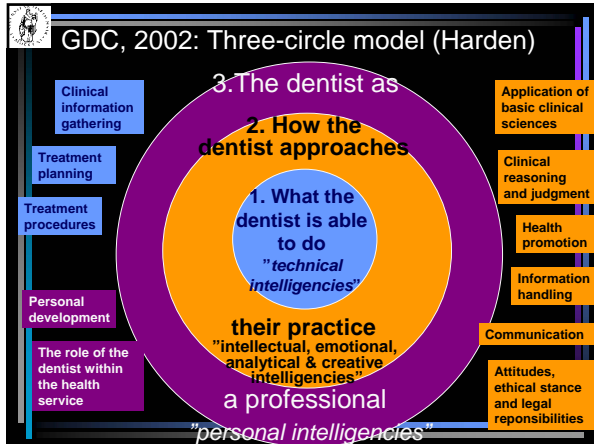 GDC, 2002: Three-circle model (Harden)
3.The dentist as
2. How the
dentist approaches
1. What the
dentist is able
to do
"technical
intelligencies"
their practice
"intellectual, emotional,
analytical & creative
intelligencies"
a professional
"personal intelligencies"
Clinical
information
gathering
Treatment
planning
Treatment
procedures
Personal
development
The role of the
dentist within
the health
service
Application of
basic clinical
sciences
Clinical
reasoning
and judgment
Health
promotion
Information
handling
Communication
Attitudes,
ethical stance
and legal
reponsibilities